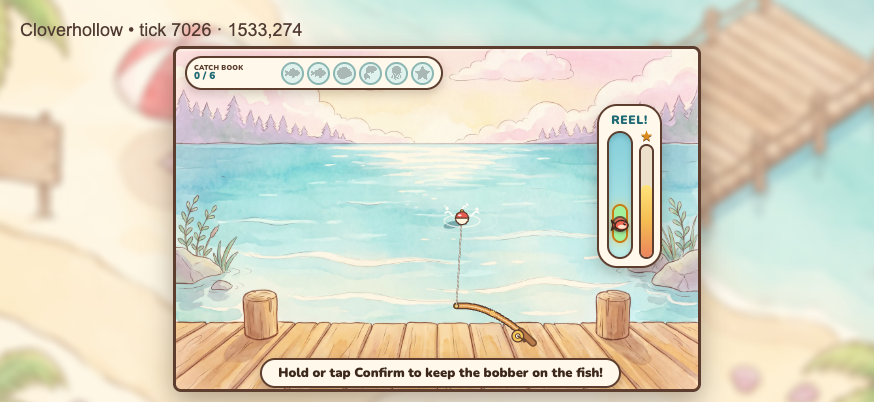 Cloverhollow • tick 7026 · 1533,274
CATCH BOOK
0 / 6
REEL!
Hold or tap Confirm to keep the bobber on the fish!